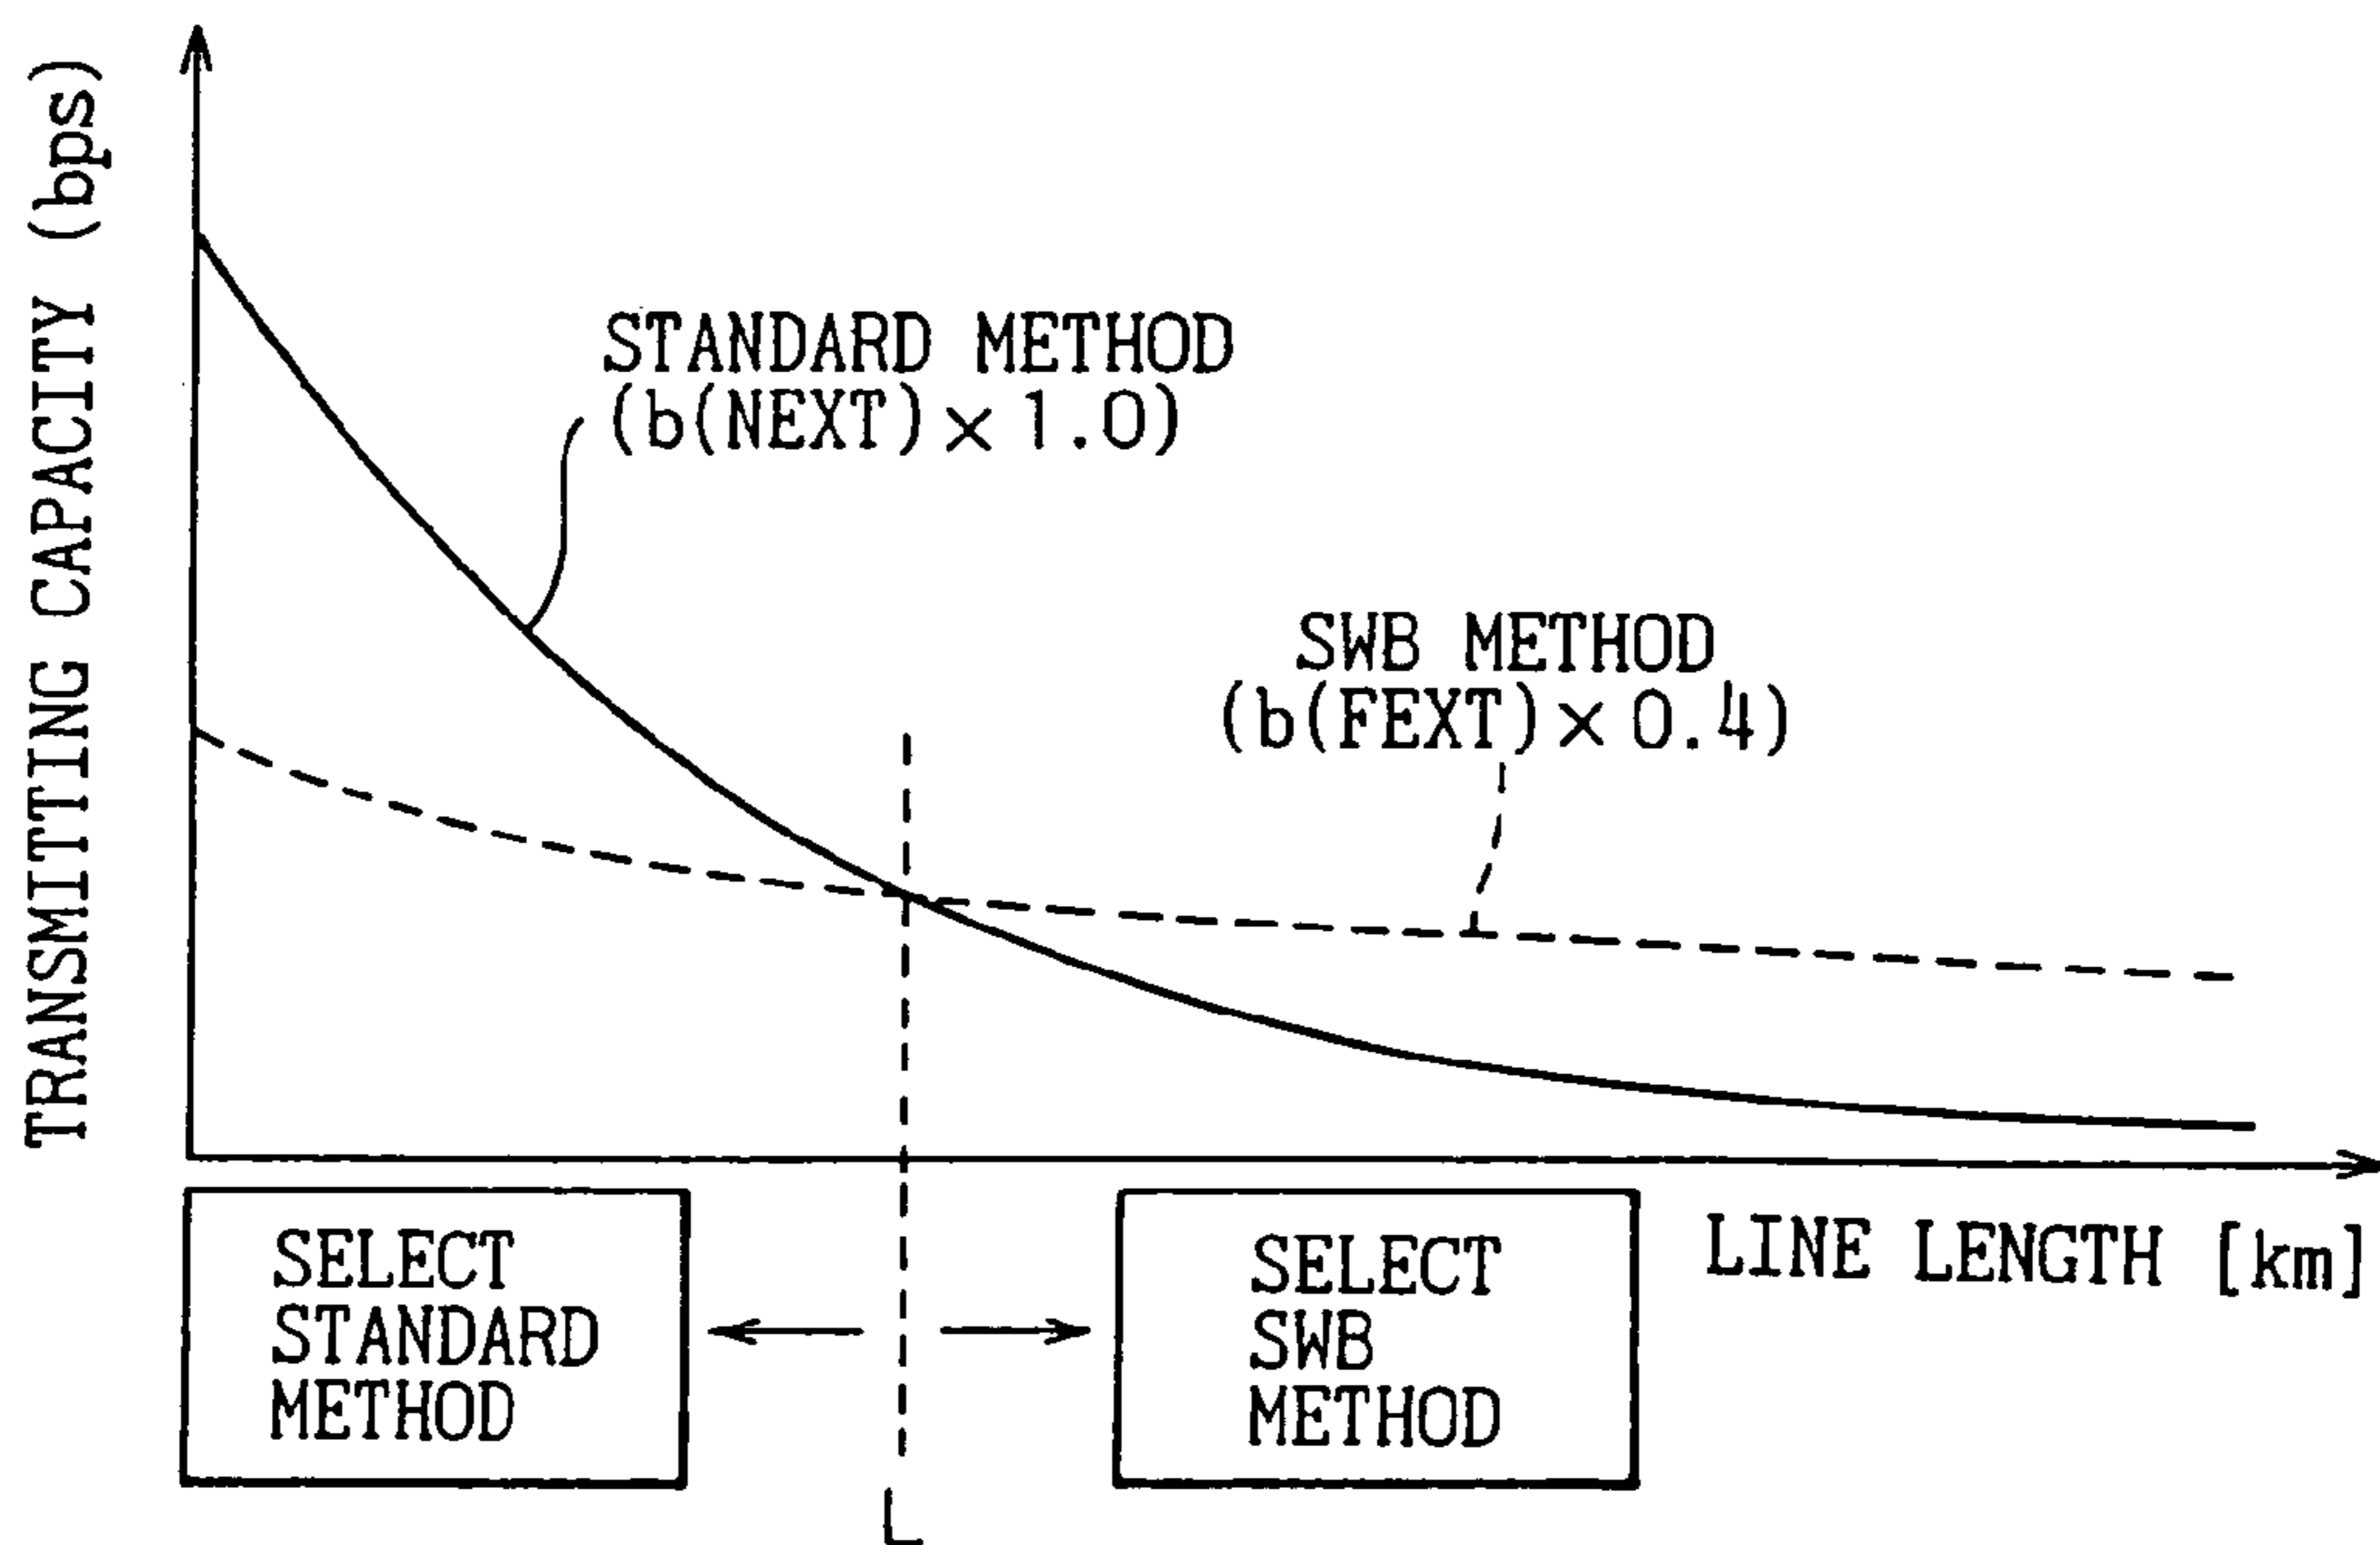 TRANSMITTING CAPACITY (bps)
STANDARD METHOD
(b(NEXT)×1.0)
SWB METHOD
(b(FEXT)×0.4)
LINE LENGTH [km]
SELECT
STANDARD
METHOD
SELECT
SWB
METHOD
L